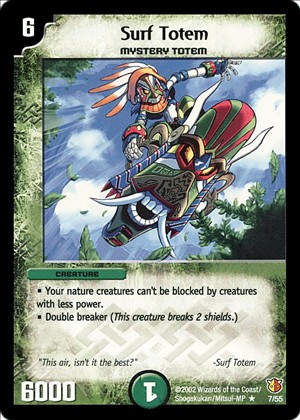 6
Surf Totem
MYSTERY TOTEM
CREATURE
▪ Your nature creatures can't be blocked by creatures
with less power.
▪ Double breaker (This creature breaks 2 shields.)
"This air, isn't it the best?" -Surf Totem
6000
1
©2002 Wizards of the Coast/
Shogakukan/Mitsui-MP ★ 7/55